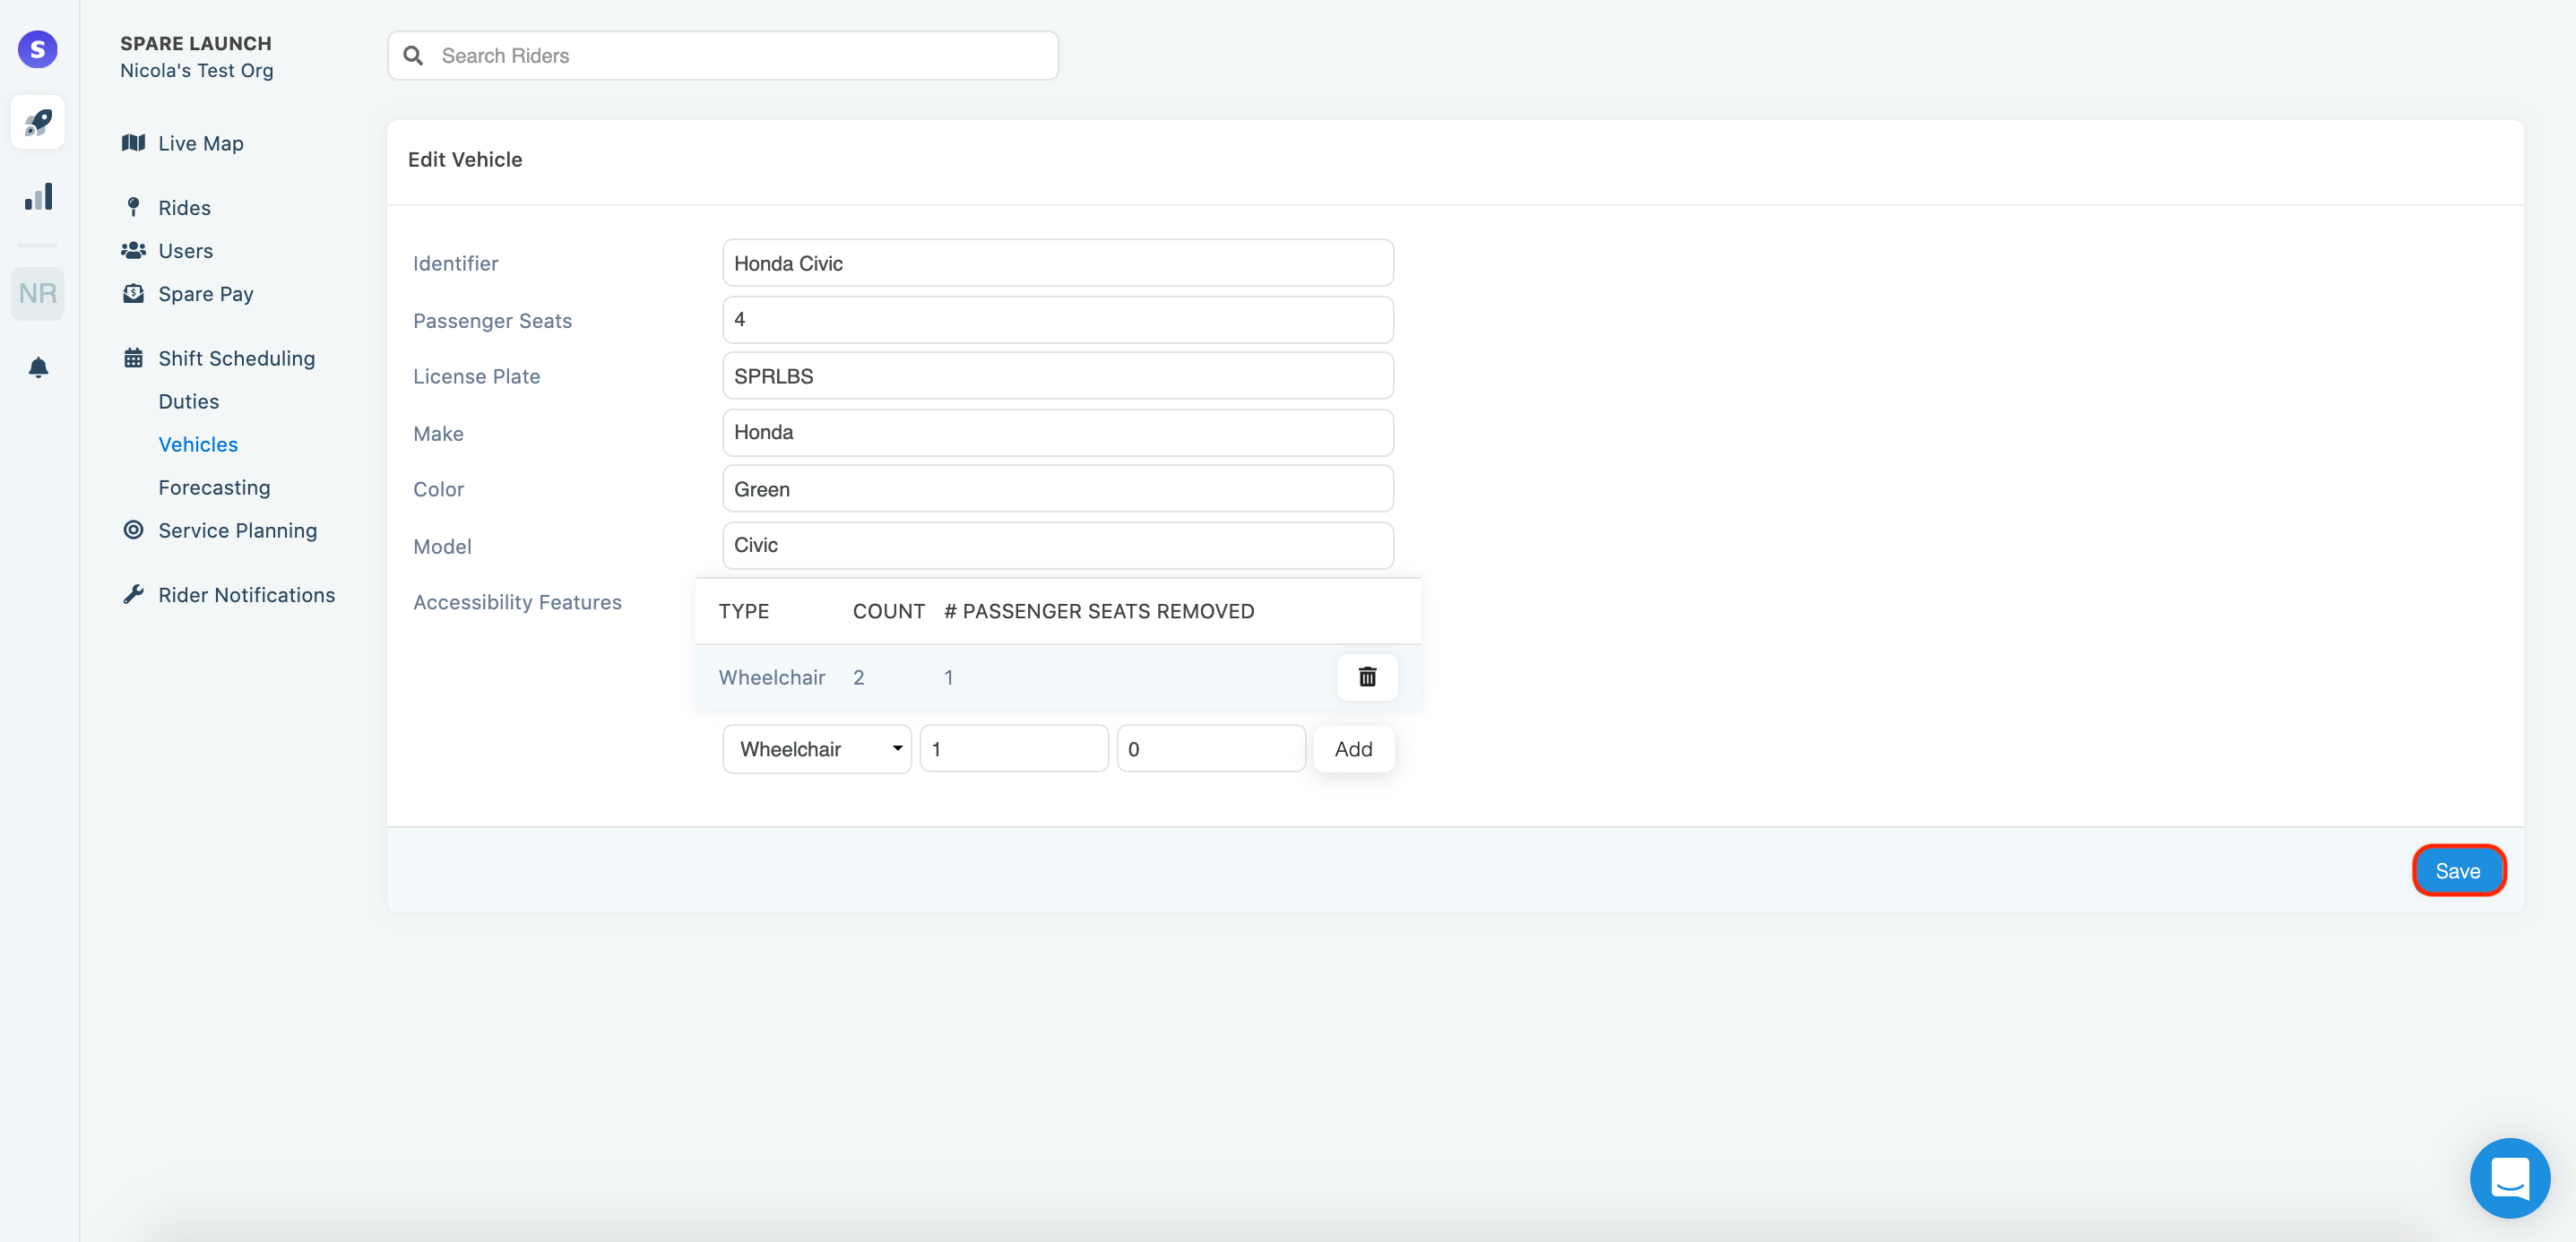 S
SPARE LAUNCH
Nicola's Test Org
Search Riders
NR
Live Map
Rides
Users
Spare Pay
Shift Scheduling
Duties
Vehicles
Forecasting
Service Planning
Rider Notifications
Edit Vehicle
Identifier Honda Civic
Passenger Seats 4
License Plate SPRLBS
Make Honda
Color Green
Model Civic
Accessibility Features
TYPE COUNT # PASSENGER SEATS REMOVED
Wheelchair 2 1
Wheelchair 1 0 Add
Save